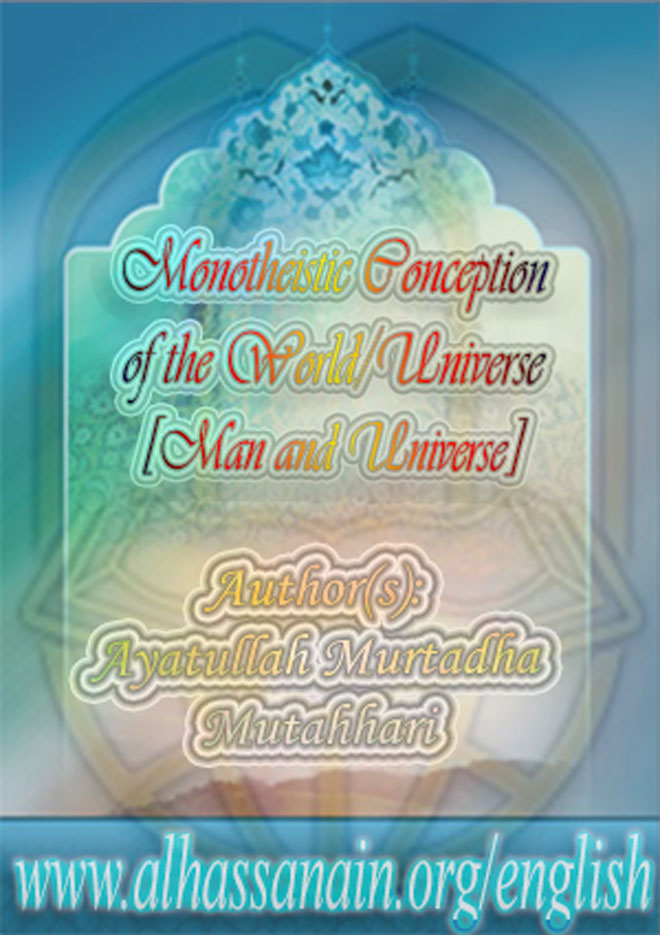 Monotheistic Conception
of the World/Universe
[Man and Universe]
Author(s):
Ayatullah Murtadha
Mutahhari
www.alhassanain.org/english